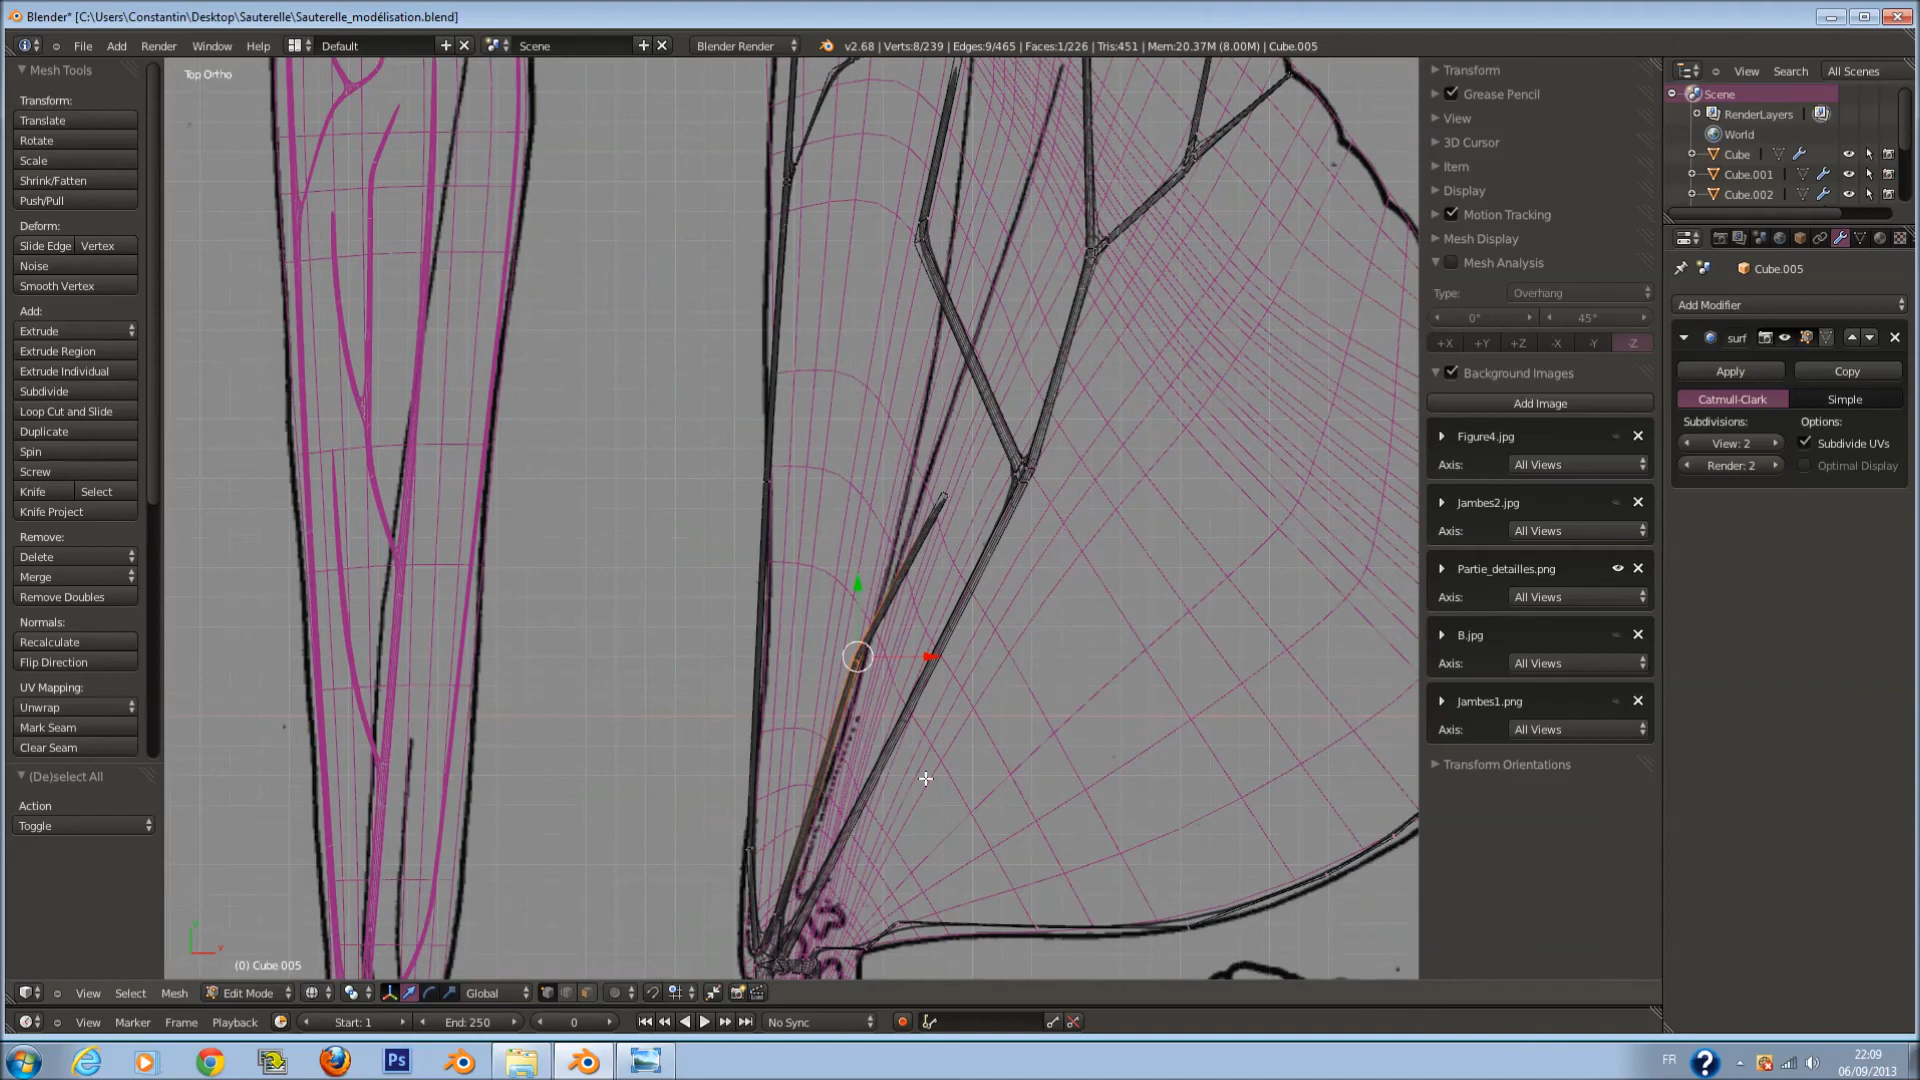 Blender* [C:\Users\Constantin\Desktop\Sauterelle\Sauterelle_modélisation.blend]
File Add Render Window Help Default Scene Blender Render v2.68 | Verts:8/239 | Edges:9/465 | Faces:1/226 | Tris:451 | Mem:20.37M (8.00M) | Cube.005
Mesh Tools
Transform:
Translate
Rotate
Scale
Shrink/Fatten
Push/Pull
Deform:
Slide Edge Vertex
Noise
Smooth Vertex
Add:
Extrude
Extrude Region
Extrude Individual
Subdivide
Loop Cut and Slide
Duplicate
Spin
Screw
Knife Select
Knife Project
Remove:
Delete
Merge
Remove Doubles
Normals:
Recalculate
Flip Direction
UV Mapping:
Unwrap
Mark Seam
Clear Seam
(De)select All
Action
Toggle
Top Ortho
y
x
(0) Cube 005
Transform
Grease Pencil
View
3D Cursor
Item
Display
Motion Tracking
Mesh Display
Mesh Analysis
Type: Overhang
0° 45°
+X +Y +Z -X -Y -Z
Background Images
Add Image
Figure4.jpg
Axis: All Views
Jambes2.jpg
Axis: All Views
Partie_detailles.png
Axis: All Views
B.jpg
Axis: All Views
Jambes1.png
Axis: All Views
Transform Orientations
View Search All Scenes
Scene
RenderLayers
World
Cube
Cube.001
Cube.002
Cube.005
Add Modifier
surf
Apply Copy
Catmull-Clark Simple
Subdivisions: Options:
View: 2 Subdivide UVs
Render: 2 Optimal Display
View Select Mesh Edit Mode Global
View Marker Frame Playback Start: 1 End: 250 0 No Sync
Ps
FR
?
22:09
06/09/2013